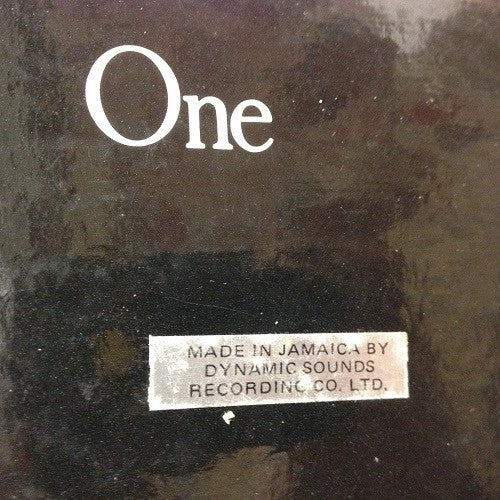 One
MADE IN JAMAICA BY
DYNAMIC SOUNDS
RECORDING CO. LTD.